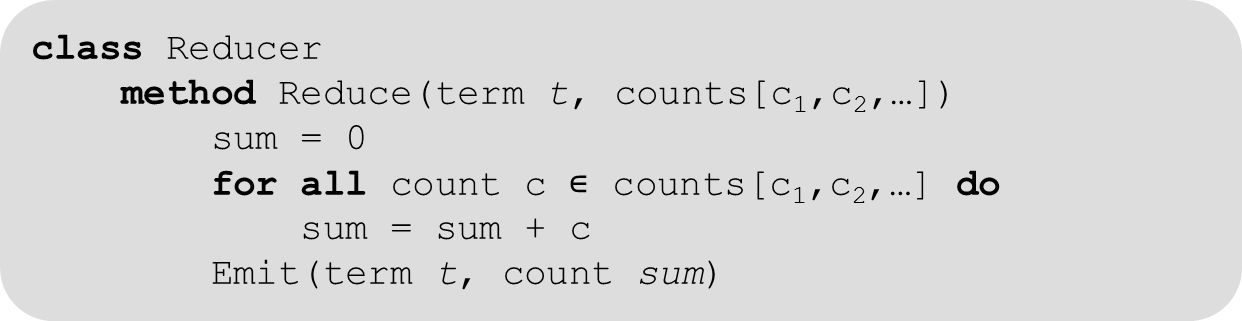 class Reducer
method Reduce(term t, counts[c₁,c₂,…])
sum = 0
for all count c ∈ counts[c₁,c₂,…] do
sum = sum + c
Emit(term t, count sum)